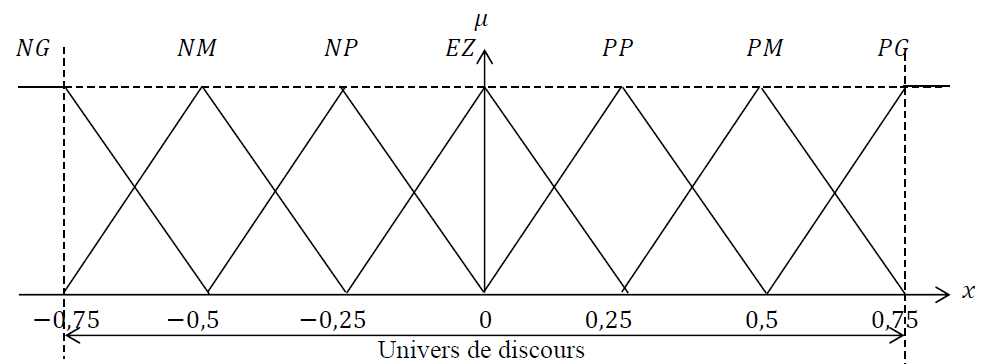 μ
NG NM NP EZ PP PM PG
x
−0,75 −0,5 −0,25 0 0,25 0,5 0,75
Univers de discours